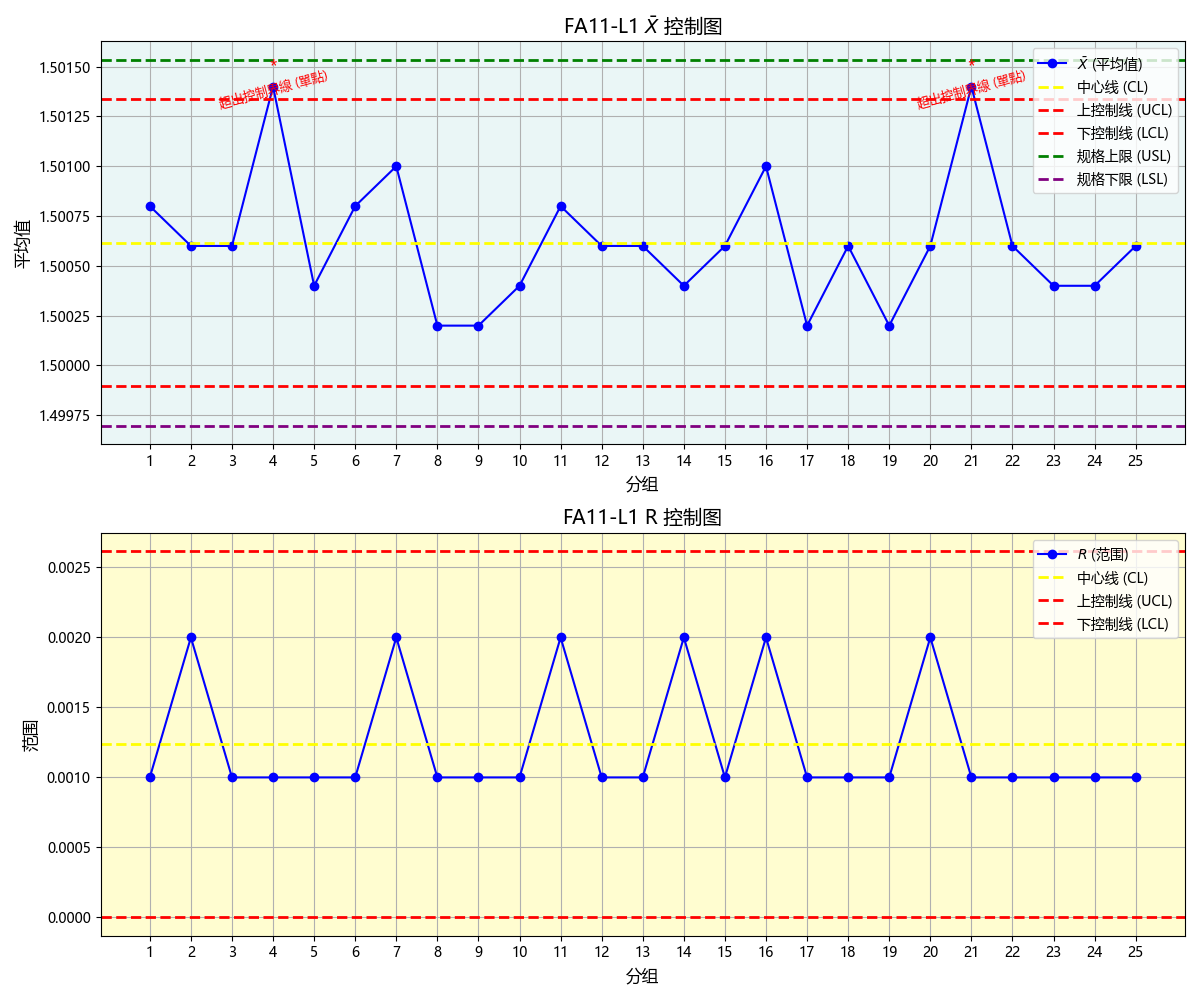 FA11-L1 X̄ 控制图
平均值
1.50150
1.50125
1.50100
1.50075
1.50050
1.50025
1.50000
1.49975
*
超出控制界線 (單點)
*
超出控制界線 (單點)
X̄ (平均值)
中心线 (CL)
上控制线 (UCL)
下控制线 (LCL)
规格上限 (USL)
规格下限 (LSL)
1 2 3 4 5 6 7 8 9 10 11 12 13 14 15 16 17 18 19 20 21 22 23 24 25
分组
FA11-L1 R 控制图
范围
0.0025
0.0020
0.0015
0.0010
0.0005
0.0000
R (范围)
中心线 (CL)
上控制线 (UCL)
下控制线 (LCL)
1 2 3 4 5 6 7 8 9 10 11 12 13 14 15 16 17 18 19 20 21 22 23 24 25
分组